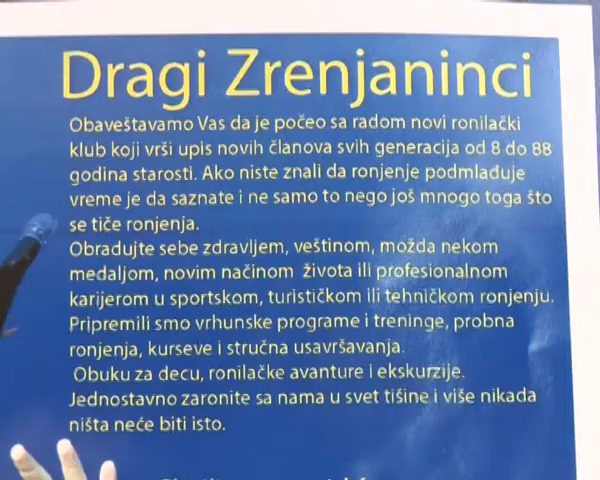 Dragi Zrenjaninci
Obaveštavamo Vas da je počeo sa radom novi ronilački
klub koji vrši upis novih članova svih generacija od 8 do 88
godina starosti. Ako niste znali da ronjenje podmlađuje
vreme je da saznate i ne samo to nego još mnogo toga što
se tiče ronjenja.
Obradujte sebe zdravljem, veštinom, možda nekom
medaljom, novim načinom života ili profesionalnom
karijerom u sportskom, turističkom ili tehničkom ronjenju.
Pripremili smo vrhunske programe i treninge, probna
ronjenja, kurseve i stručna usavršavanja.
Obuku za decu, ronilačke avanture i ekskurzije.
Jednostavno zaronite sa nama u svet tišine i više nikada
ništa neće biti isto.